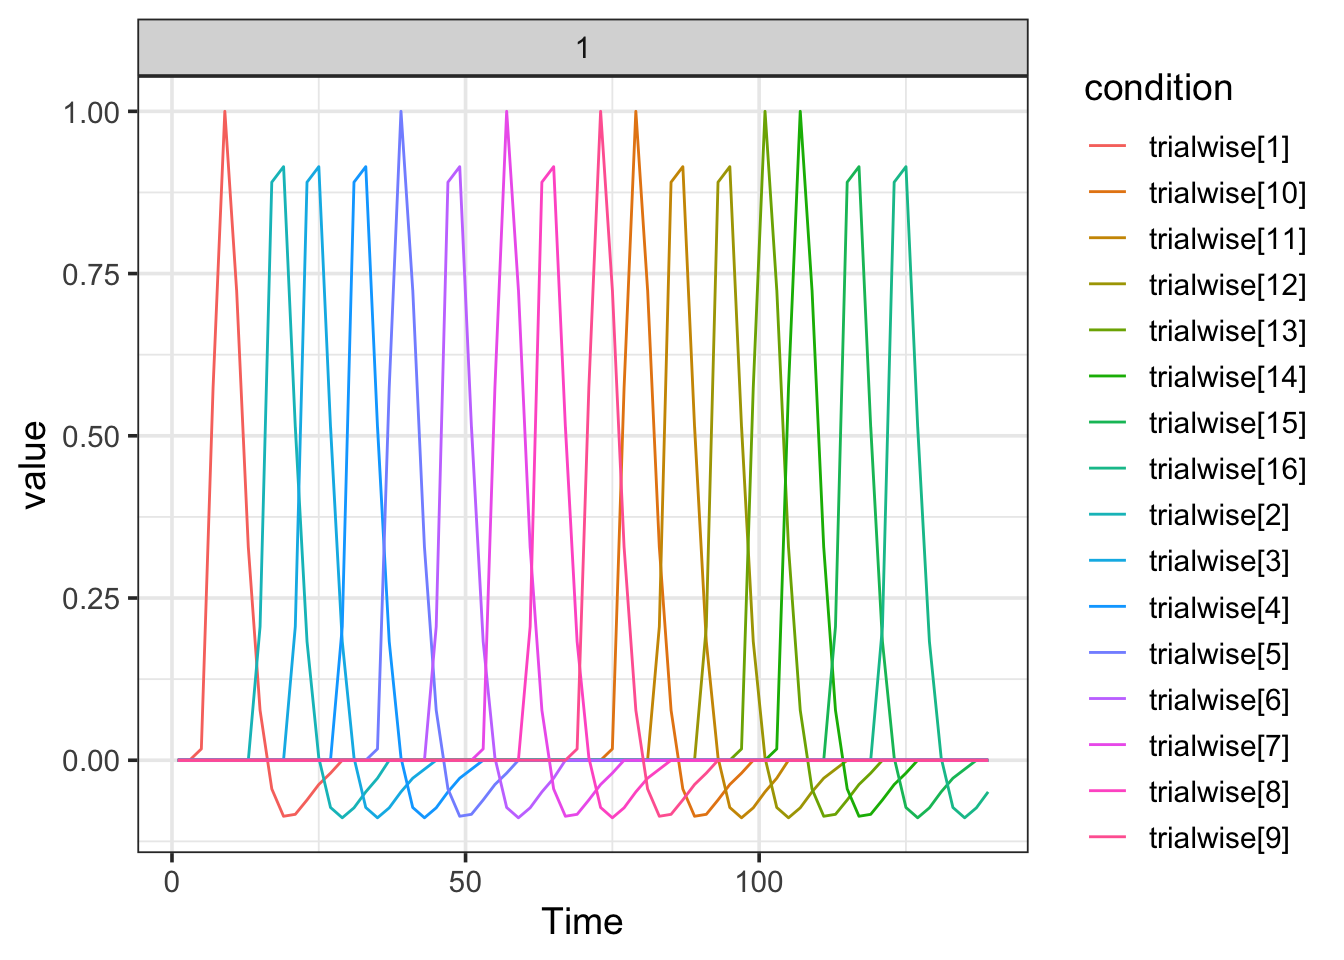 1
value
1.00
0.75
0.50
0.25
0.00
0
50
100
Time
condition
trialwise[1]
trialwise[10]
trialwise[11]
trialwise[12]
trialwise[13]
trialwise[14]
trialwise[15]
trialwise[16]
trialwise[2]
trialwise[3]
trialwise[4]
trialwise[5]
trialwise[6]
trialwise[7]
trialwise[8]
trialwise[9]